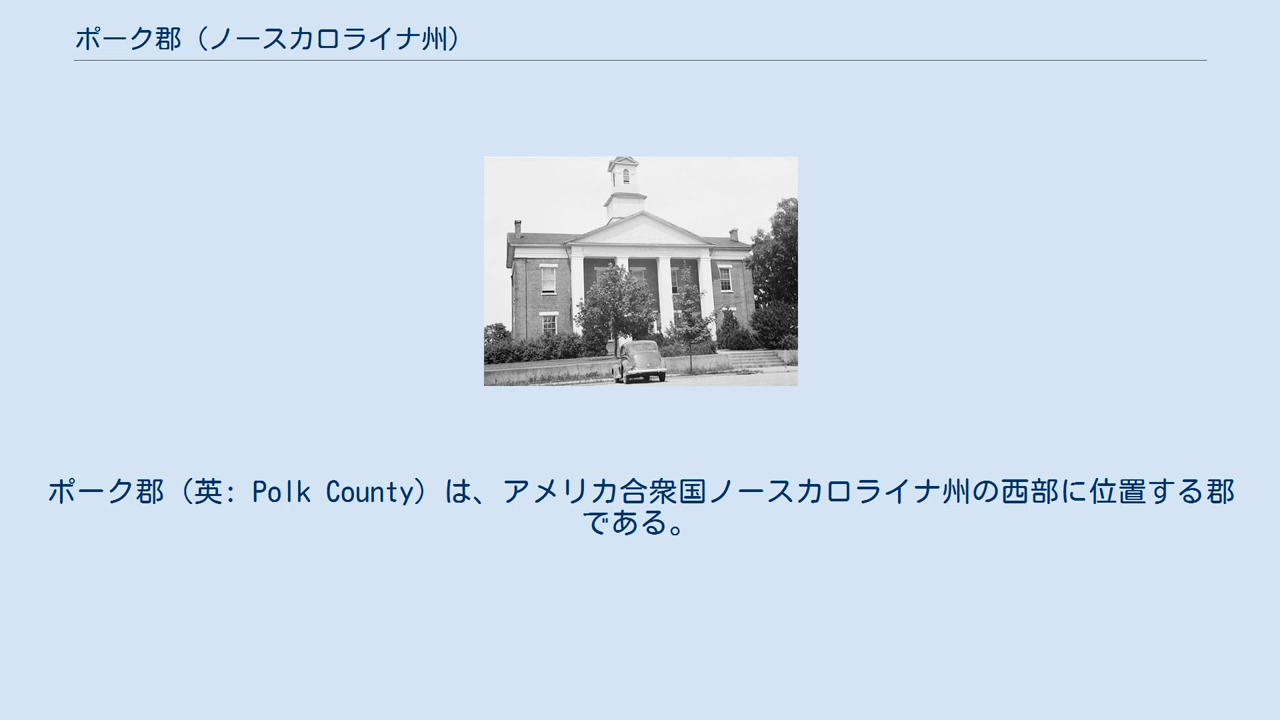 ポーク郡（ノースカロライナ州）
ポーク郡（英: Polk County）は、アメリカ合衆国ノースカロライナ州の西部に位置する郡
である。